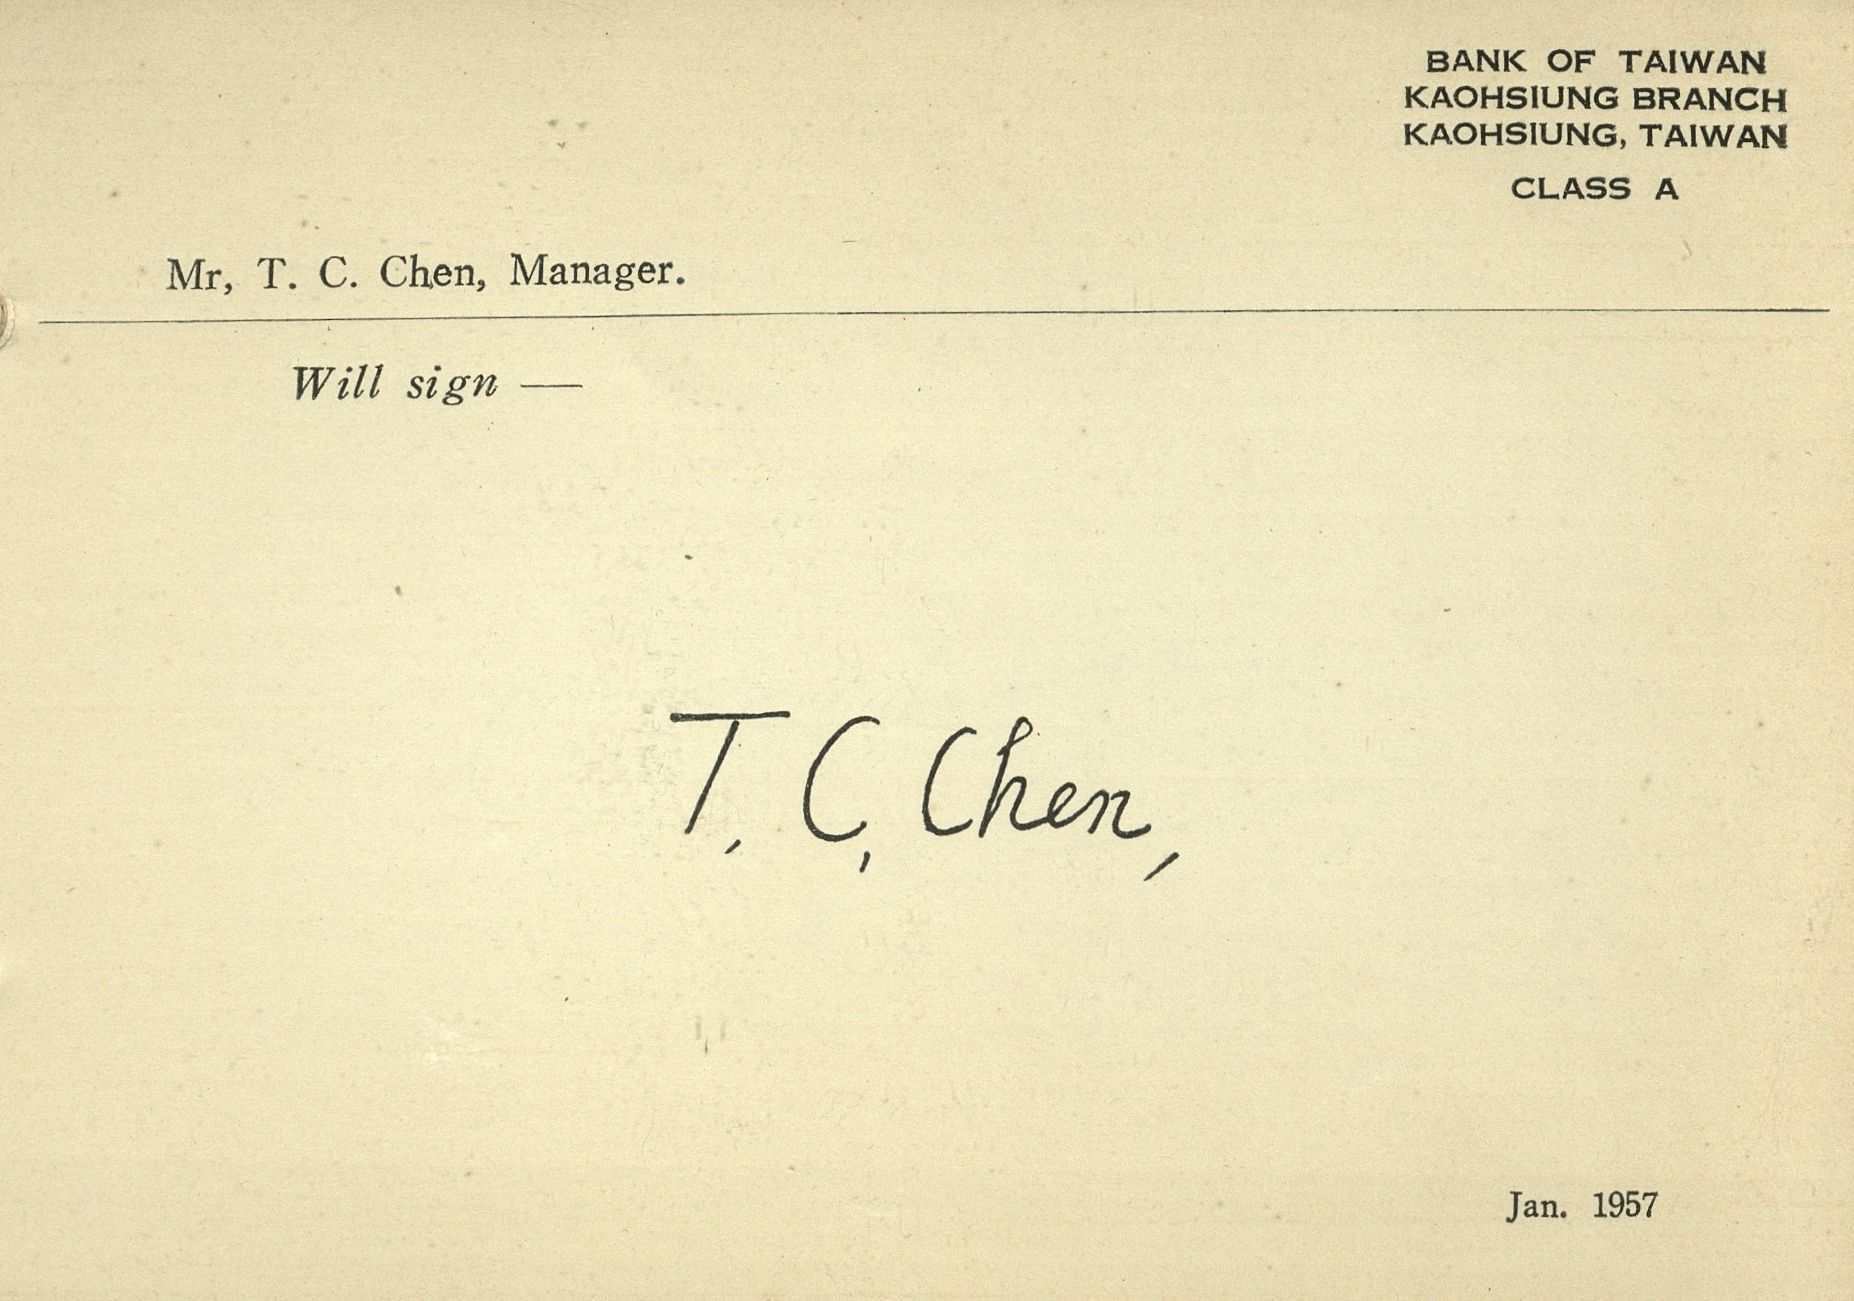 BANK OF TAIWAN
KAOHSIUNG BRANCH
KAOHSIUNG, TAIWAN
CLASS A
Mr, T. C. Chen, Manager.
Will sign —
T, C, Chen,
Jan. 1957